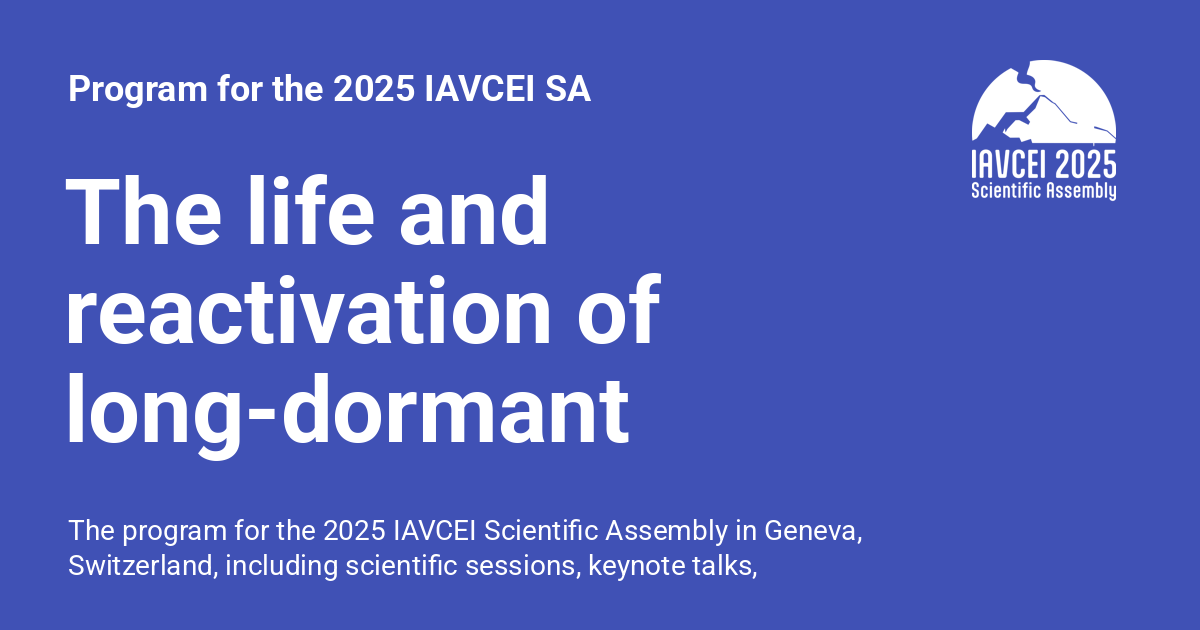 Program for the 2025 IAVCEI SA
IAVCEI 2025
Scientific Assembly
The life and
reactivation of
long-dormant
The program for the 2025 IAVCEI Scientific Assembly in Geneva,
Switzerland, including scientific sessions, keynote talks,